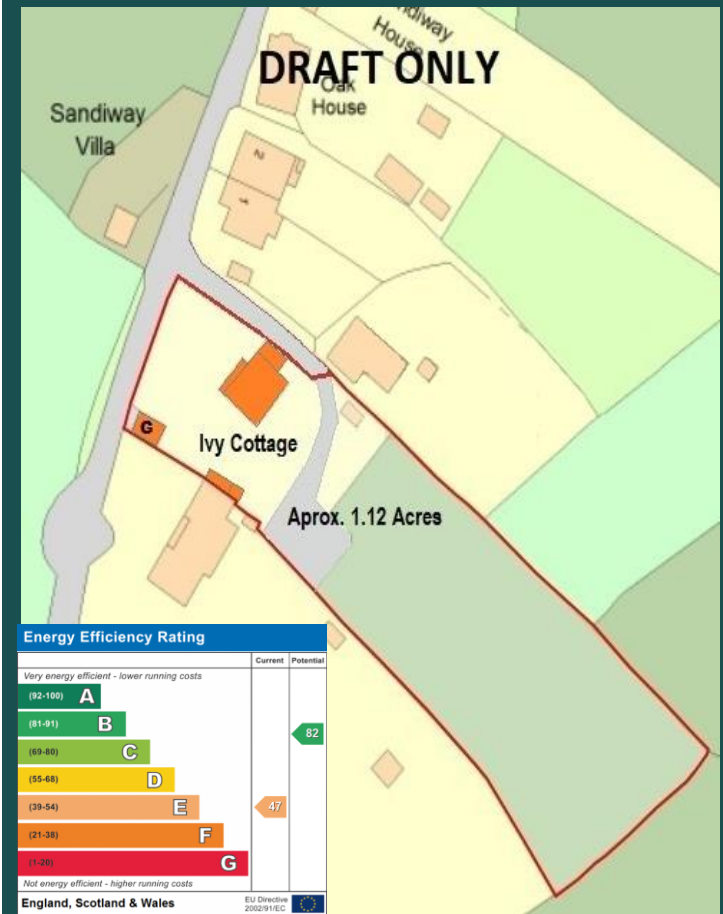 ndiway
House
DRAFT ONLY
Oak
House
Sandiway
Villa
2
1
G
Ivy Cottage
Aprox. 1.12 Acres
Energy Efficiency Rating
Current Potential
Very energy efficient - lower running costs
(92-100) A
(81-91) B
82
(69-80) C
(55-68) D
(39-54) E
47
(21-38) F
(1-20) G
Not energy efficient - higher running costs
England, Scotland & Wales
EU Directive
2002/91/EC